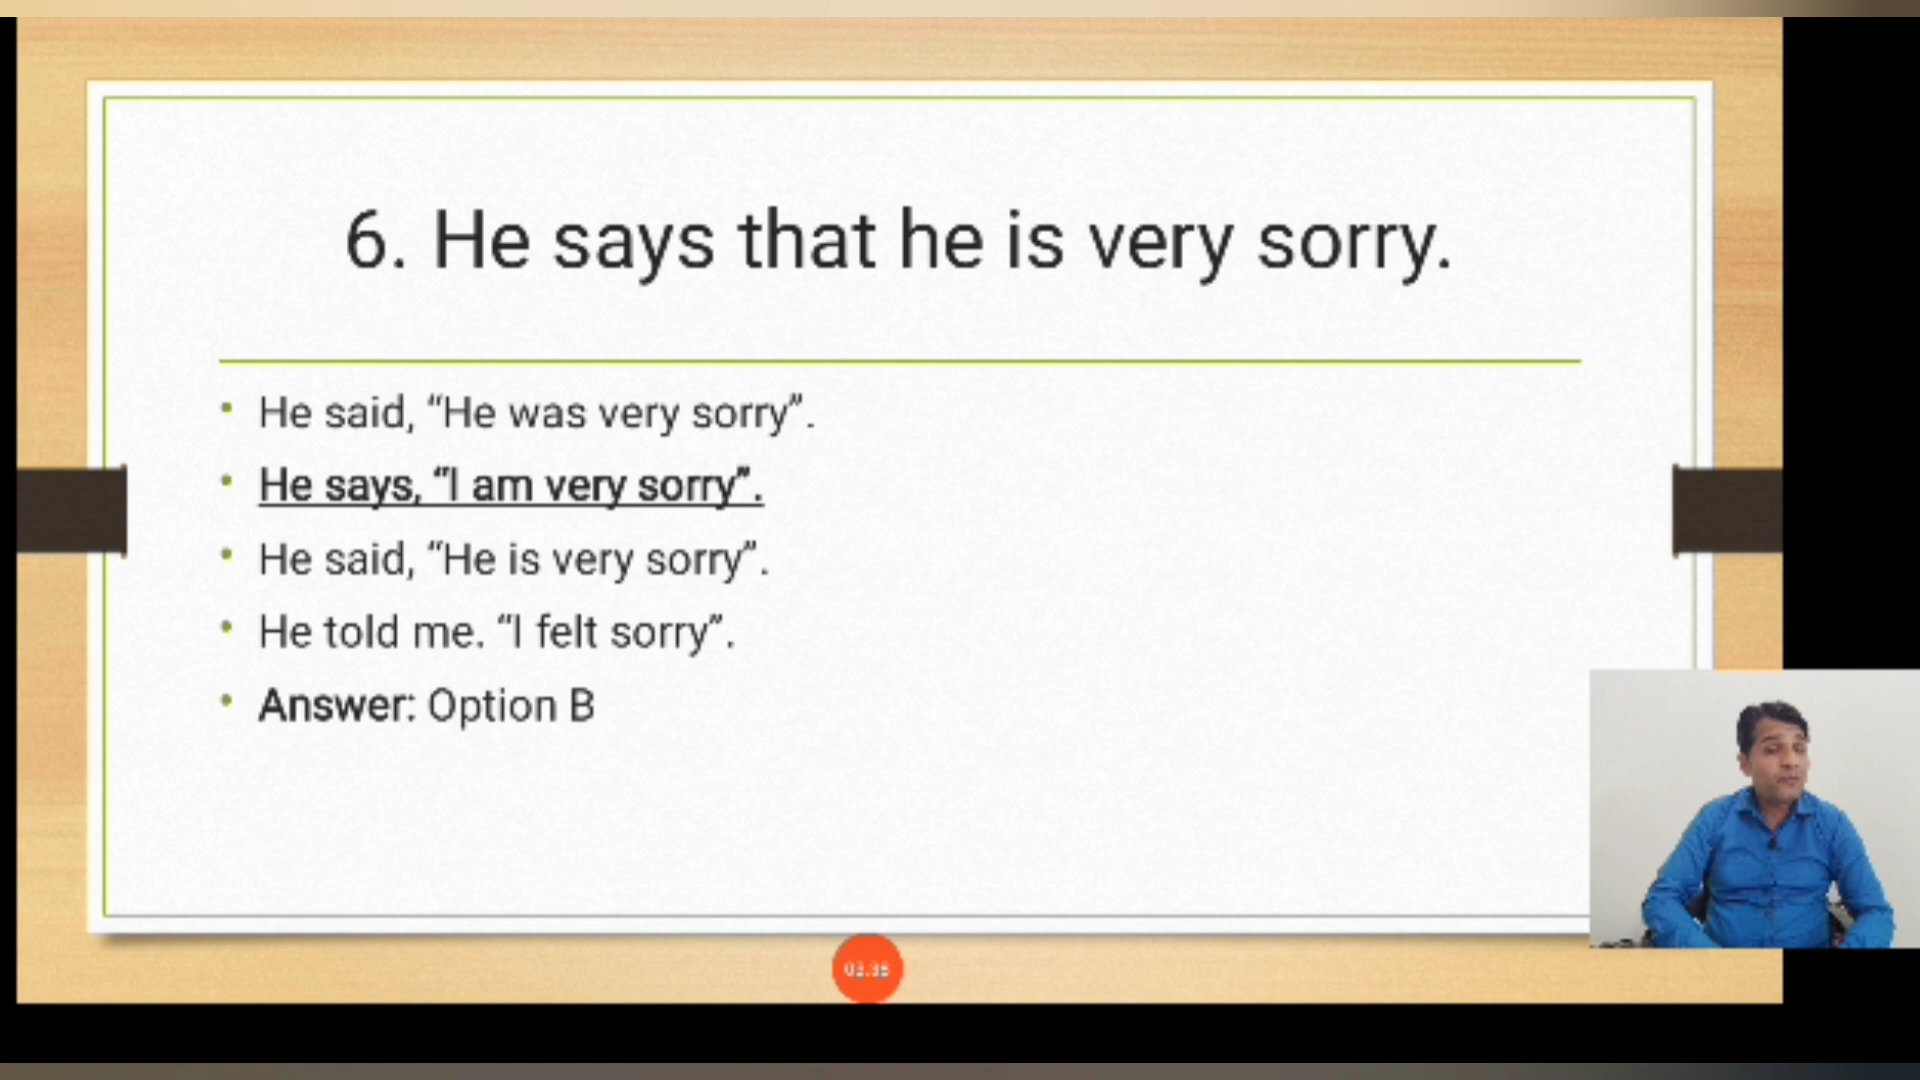 6. He says that he is very sorry.
He said, “He was very sorry”.
He says, “I am very sorry”.
He said, “He is very sorry”.
He told me. “I felt sorry”.
Answer: Option B